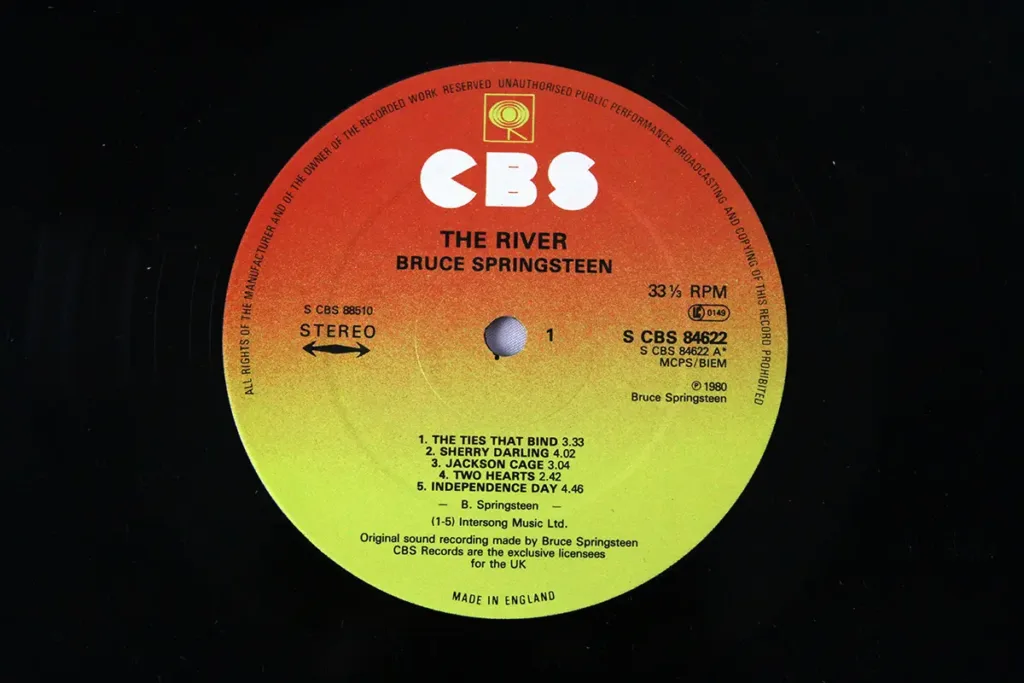 ALL RIGHTS OF THE MANUFACTURER AND OF THE OWNER OF THE RECORDED WORK RESERVED UNAUTHORISED PUBLIC PERFORMANCE BROADCASTING AND COPYING OF THIS RECORD PROHIBITED
CBS
THE RIVER
BRUCE SPRINGSTEEN
S CBS 88510
STEREO
1
33⅓ RPM
LC 0149
S CBS 84622
S CBS 84622 A*
MCPS/BIEM
℗ 1980
Bruce Springsteen
1. THE TIES THAT BIND 3.33
2. SHERRY DARLING 4.02
3. JACKSON CAGE 3.04
4. TWO HEARTS 2.42
5. INDEPENDENCE DAY 4.46
— B. Springsteen —
(1-5) Intersong Music Ltd.
Original sound recording made by Bruce Springsteen
CBS Records are the exclusive licensees
for the UK
MADE IN ENGLAND